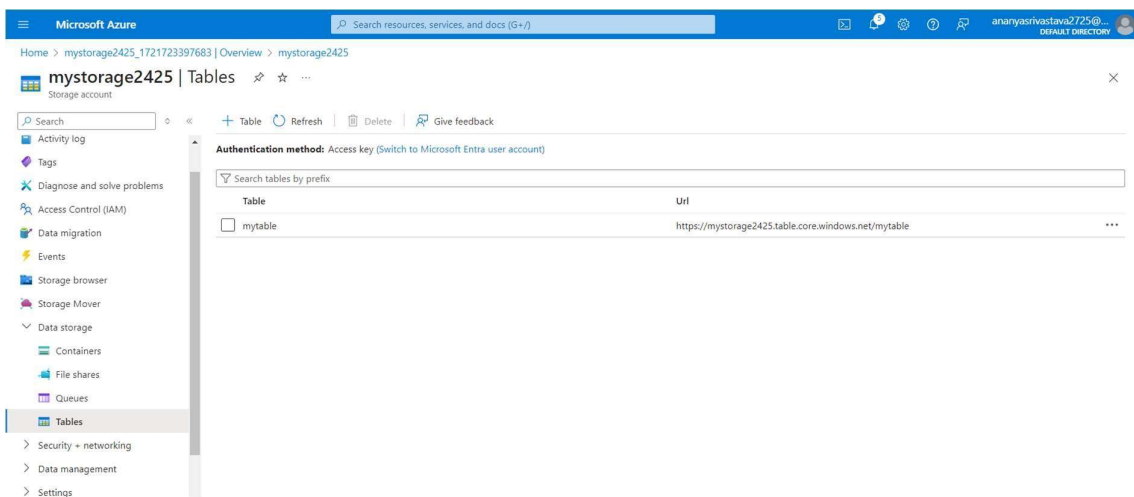 Microsoft Azure
Search resources, services, and docs (G+/)
5
ananyasrivastava2725@...
DEFAULT DIRECTORY
Home > mystorage2425_1721723397683 | Overview > mystorage2425
mystorage2425 | Tables
Storage account
Search
+ Table Refresh Delete Give feedback
Activity log
Tags
Diagnose and solve problems
Access Control (IAM)
Data migration
Events
Storage browser
Storage Mover
Data storage
Containers
File shares
Queues
Tables
Security + networking
Data management
Settings
Authentication method: Access key (Switch to Microsoft Entra user account)
Search tables by prefix
Table Url
mytable https://mystorage2425.table.core.windows.net/mytable